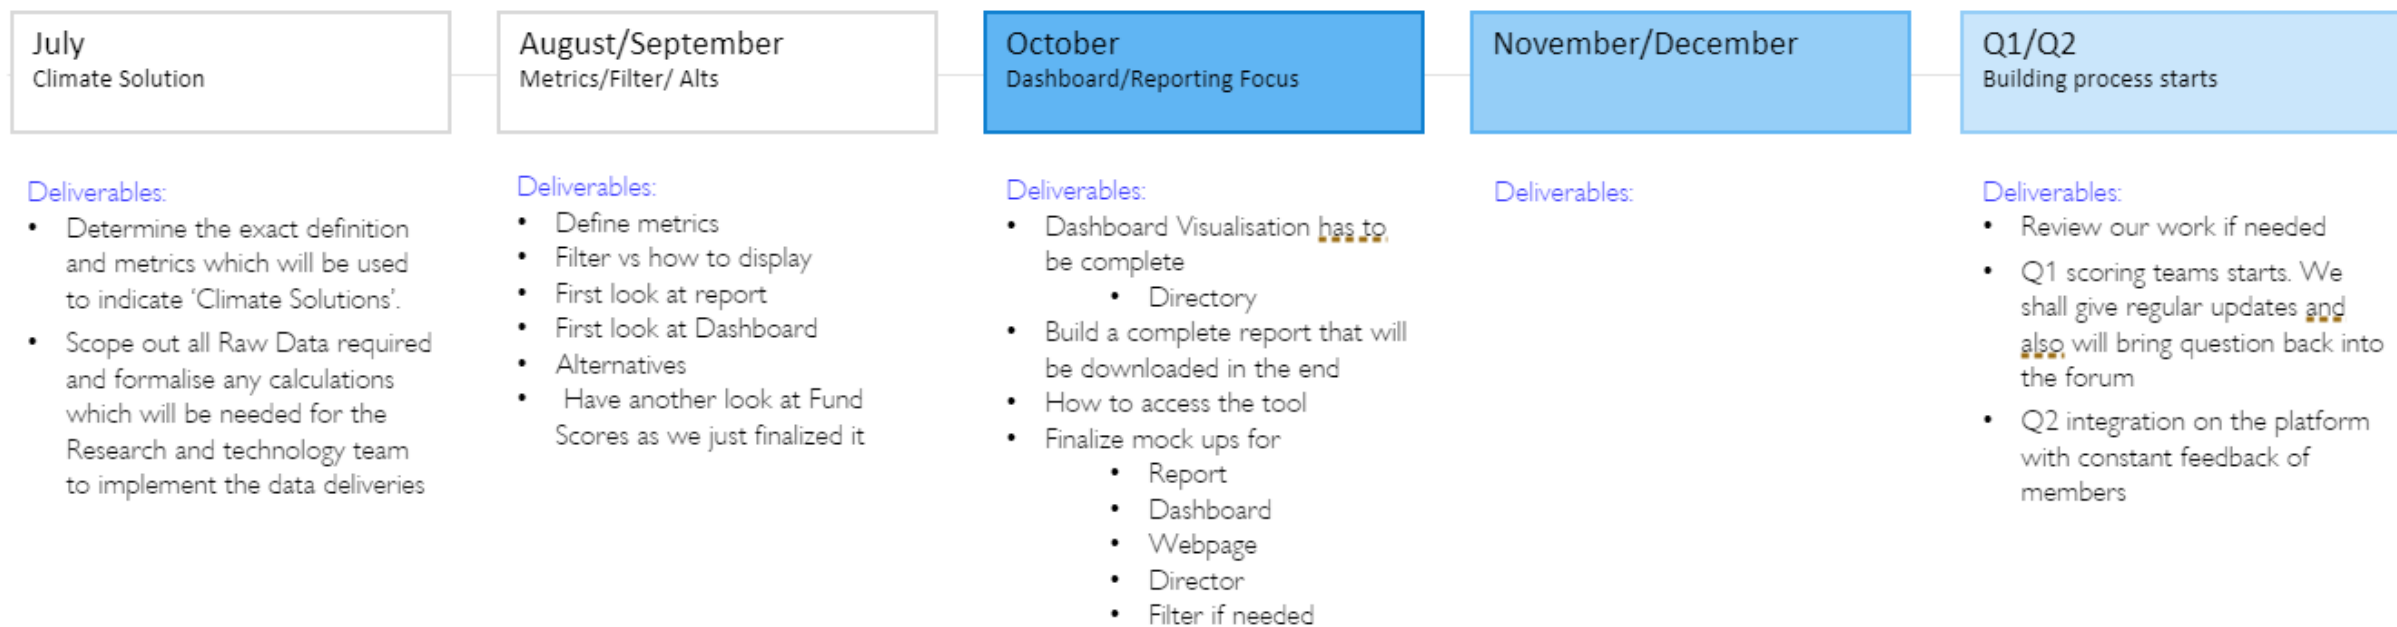 July
Climate Solution
Deliverables:
• Determine the exact definition
and metrics which will be used
to indicate ‘Climate Solutions’.
• Scope out all Raw Data required
and formalise any calculations
which will be needed for the
Research and technology team
to implement the data deliveries
August/September
Metrics/Filter/ Alts
Deliverables:
• Define metrics
• Filter vs how to display
• First look at report
• First look at Dashboard
• Alternatives
• Have another look at Fund
Scores as we just finalized it
October
Dashboard/Reporting Focus
Deliverables:
• Dashboard Visualisation has to
be complete
• Directory
• Build a complete report that will
be downloaded in the end
• How to access the tool
• Finalize mock ups for
• Report
• Dashboard
• Webpage
• Director
• Filter if needed
November/December
Deliverables:
Q1/Q2
Building process starts
Deliverables:
• Review our work if needed
• Q1 scoring teams starts. We
shall give regular updates and
also will bring question back into
the forum
• Q2 integration on the platform
with constant feedback of
members